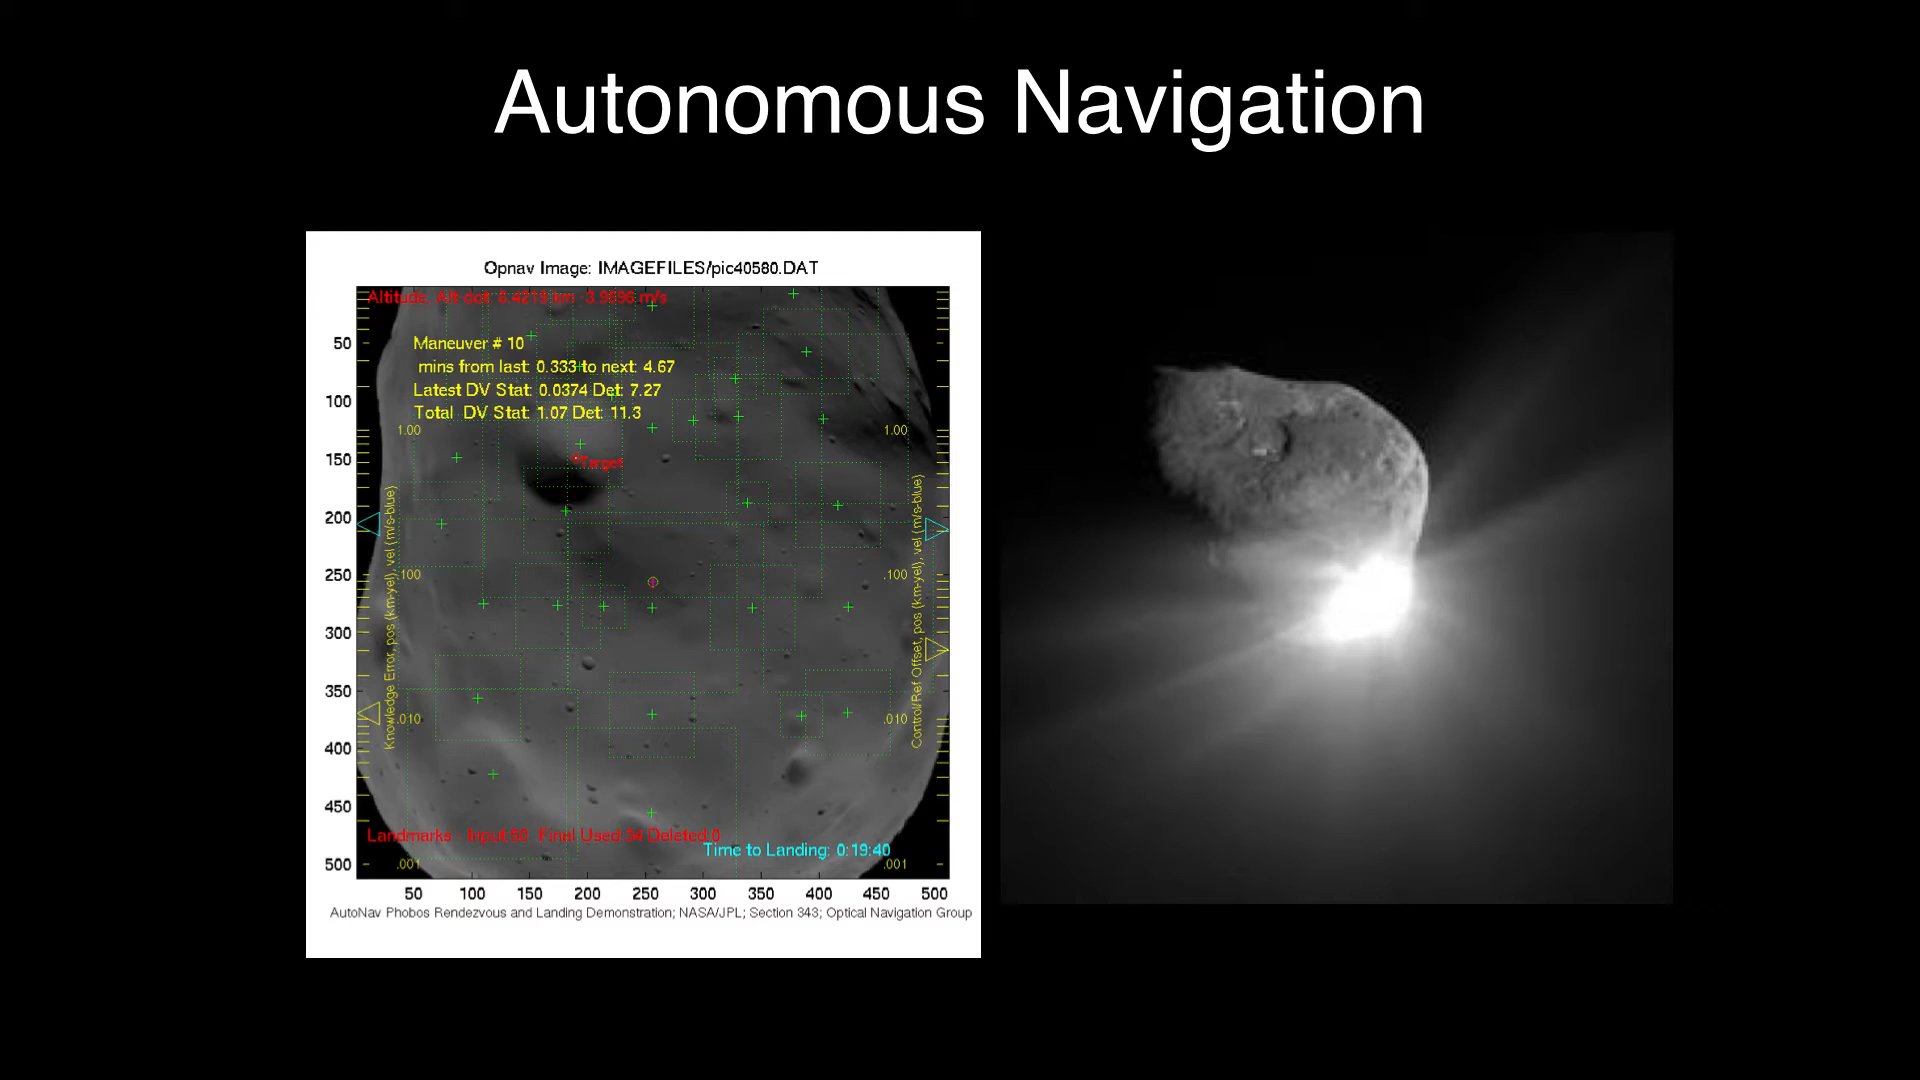 Autonomous Navigation
Opnav Image: IMAGEFILES/pic40580.DAT
Altitude, Alt-dot: 6.4219 km -3.9696 m/s
Maneuver # 10
mins from last: 0.333 to next: 4.67
Latest DV Stat: 0.0374 Det: 7.27
Total DV Stat: 1.07 Det: 11.3
Target
50
100
150
200
250
300
350
400
450
500
1.00
.100
.010
.001
Knowledge Error, pos (km-yel), vel (m/s-blue)
1.00
.100
.010
.001
Control/Ref Offset, pos (km-yel), vel (m/s-blue)
Landmarks - Input:50 Final Used:34 Deleted:0
Time to Landing: 0:19:40
50 100 150 200 250 300 350 400 450 500
AutoNav Phobos Rendezvous and Landing Demonstration; NASA/JPL; Section 343; Optical Navigation Group